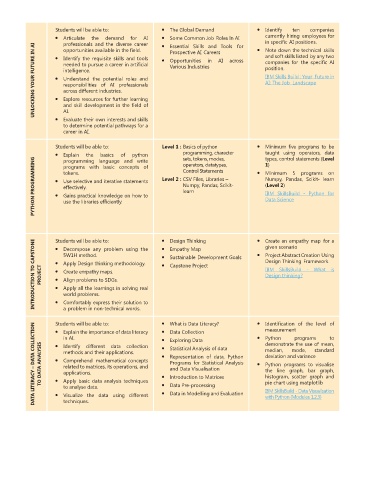 UNLOCKING YOUR FUTURE IN AI
Students will be able to:
• Articulate the demand for AI
professionals and the diverse career
opportunities available in the field.
• Identify the requisite skills and tools
needed to pursue a career in artificial
intelligence.
• Understand the potential roles and
responsibilities of AI professionals
across different industries.
• Explore resources for further learning
and skill development in the field of
AI.
• Evaluate their own interests and skills
to determine potential pathways for a
career in AI.
• The Global Demand
• Some Common Job Roles In AI
• Essential Skills and Tools for
Prospective AI Careers
• Opportunities in AI across
Various Industries
• Identify ten companies
currently hiring employees for
in specific AI positions.
• Note down the technical skills
and soft skills listed by any two
companies for the specific AI
position.
IBM Skills Build: Your Future in
AI: The Job Landscape
PYTHON PROGRAMMING
Students will be able to:
• Explain the basics of python
programming language and write
programs with basic concepts of
tokens.
• Use selective and iterative statements
effectively.
• Gains practical knowledge on how to
use the libraries efficiently.
Level 1 : Basics of python
programming, character
sets, tokens, modes,
operators, datatypes,
Control Statements
Level 2 : CSV Files, Libraries –
Numpy, Pandas, Scikit-
learn
• Minimum five programs to be
taught using operators, data
types, control statements (Level
1)
• Minimum 5 programs on
Numpy, Pandas, Scikit- learn
(Level 2)
IBM SkillsBuild - Python for
Data Science
INTRODUCTION TO CAPSTONE
PROJECT
Students will be able to:
• Decompose any problem using the
5W1H method.
• Apply Design thinking methodology.
• Create empathy maps.
• Align problems to SDGs.
• Apply all the learnings in solving real
world problems.
• Comfortably express their solution to
a problem in non-technical words.
• Design Thinking
• Empathy Map
• Sustainable Development Goals
• Capstone Project
• Create an empathy map for a
given scenario
• Project Abstract Creation Using
Design Thinking Framework
IBM SkillsBuild - What is
Design Thinking?
DATA LITERACY - DATA COLLECTION
TO DATA ANALYSIS
Students will be able to:
• Explain the importance of data literacy
in AI.
• Identify different data collection
methods and their applications.
• Comprehend mathematical concepts
related to matrices, its operations, and
applications.
• Apply basic data analysis techniques
to analyse data.
• Visualize the data using different
techniques.
• What is Data Literacy?
• Data Collection
• Exploring Data
• Statistical Analysis of data
• Representation of data, Python
Programs for Statistical Analysis
and Data Visualisation
• Introduction to Matrices
• Data Pre-processing
• Data in Modelling and Evaluation
• Identification of the level of
measurement
• Python programs to
demonstrate the use of mean,
median, mode, standard
deviation and variance
• Python programs to visualise
the line graph, bar graph,
histogram, scatter graph and
pie chart using matplotlib
IBM SkillsBuild - Data Visualization
with Python (Modules 1,2,3)